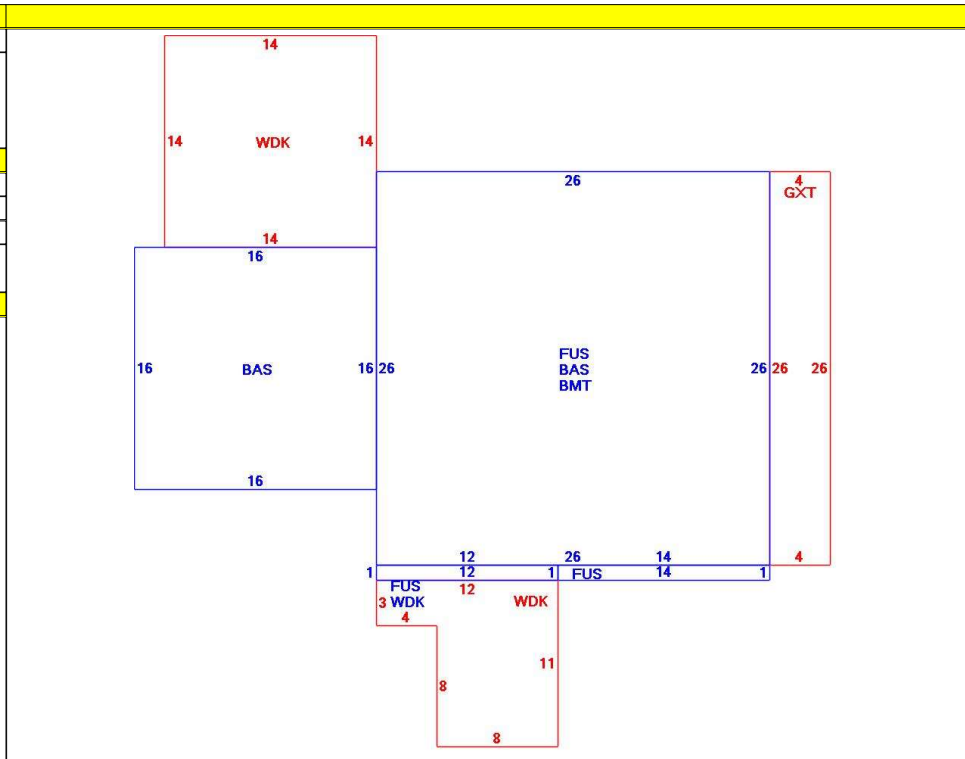 14
14 WDK 14
26
4
GXT
14
16
FUS
16 BAS 16 26 BAS 26 26 26
BMT
16
12 26 14 4
1 12 1 FUS 14 1
FUS 12
3 WDK WDK
4
11
8
8